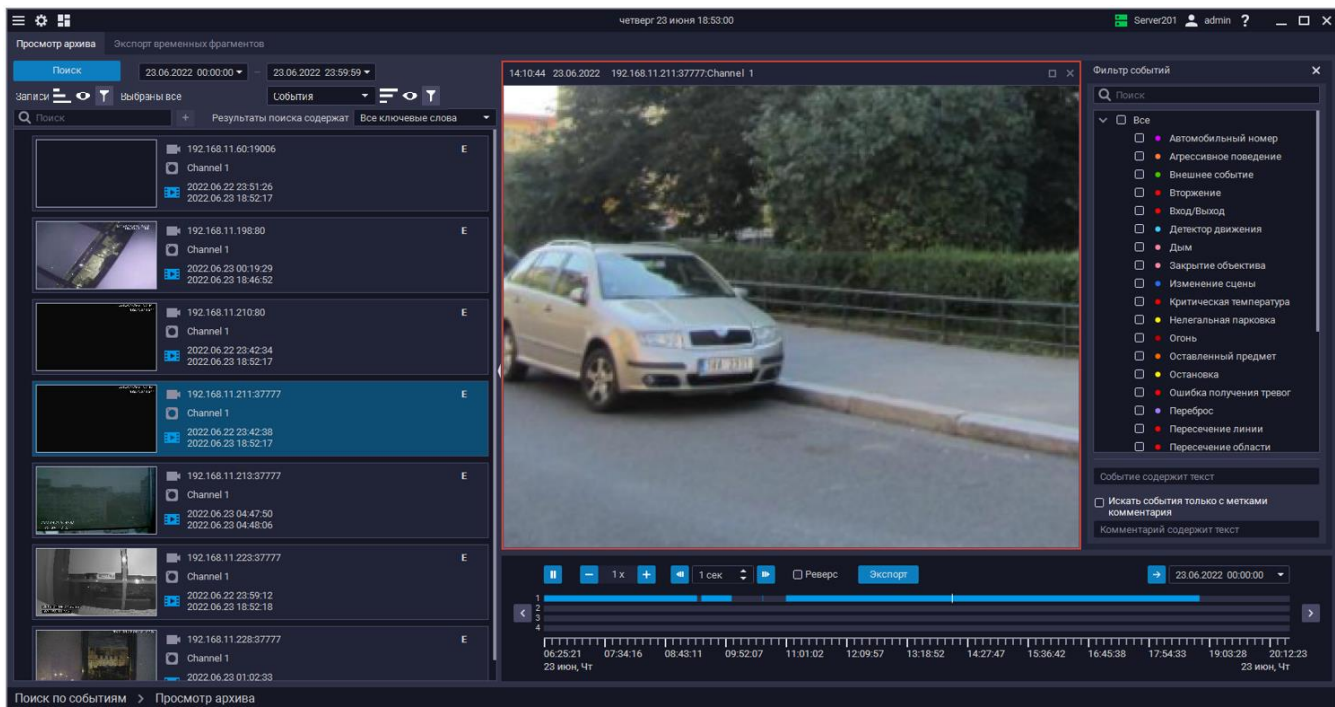 четверг 23 июня 18:53:00
Server201 admin ?
Просмотр архива Экспорт временных фрагментов
Поиск 23.06.2022 00:00:00 – 23.06.2022 23:59:59
Записи Выбраны все События
Поиск + Результаты поиска содержат Все ключевые слова
192.168.11.60:19006 E
Channel 1
2022.06.22 23:51:26
2022.06.23 18:52:17
192.168.11.198:80 E
Channel 1
2022.06.23 00:19:29
2022.06.23 18:46:52
192.168.11.210:80 E
Channel 1
2022.06.22 23:42:34
2022.06.23 18:52:17
192.168.11.211:37777 E
Channel 1
2022.06.22 23:42:38
2022.06.23 18:52:17
192.168.11.213:37777 E
Channel 1
2022.06.23 04:47:50
2022.06.23 04:48:06
192.168.11.223:37777 E
Channel 1
2022.06.22 23:59:12
2022.06.23 18:52:18
192.168.11.228:37777 E
Channel 1
2022.06.23 01:02:33
14:10:44 23.06.2022 192.168.11.211:37777:Channel 1
Фильтр событий
Поиск
Все
Автомобильный номер
Агрессивное поведение
Внешнее событие
Вторжение
Вход/Выход
Детектор движения
Дым
Закрытие объектива
Изменение сцены
Критическая температура
Нелегальная парковка
Огонь
Оставленный предмет
Остановка
Ошибка получения тревог
Переброс
Пересечение линии
Пересечение области
Событие содержит текст
Искать события только с метками
комментария
Комментарий содержит текст
1 x 1 сек Реверс Экспорт 23.06.2022 00:00:00
1
2
3
4
06:25:21 07:34:16 08:43:11 09:52:07 11:01:02 12:09:57 13:18:52 14:27:47 15:36:42 16:45:38 17:54:33 19:03:28 20:12:23
23 июн, Чт 23 июн, Чт
Поиск по событиям > Просмотр архива